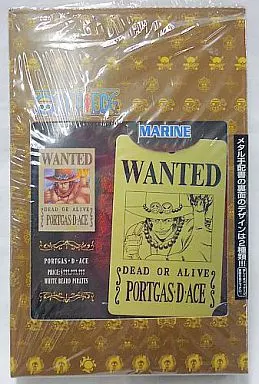 ONE PIECE
WANTED
DEAD OR ALIVE
PORTGAS·D·ACE
PORTGAS・D・ACE
WHITE BEARD PIRATES
MARINE
WANTED
DEAD OR ALIVE
PORTGAS·D·ACE
メタル手配書の裏面のデザインは2種類!!!